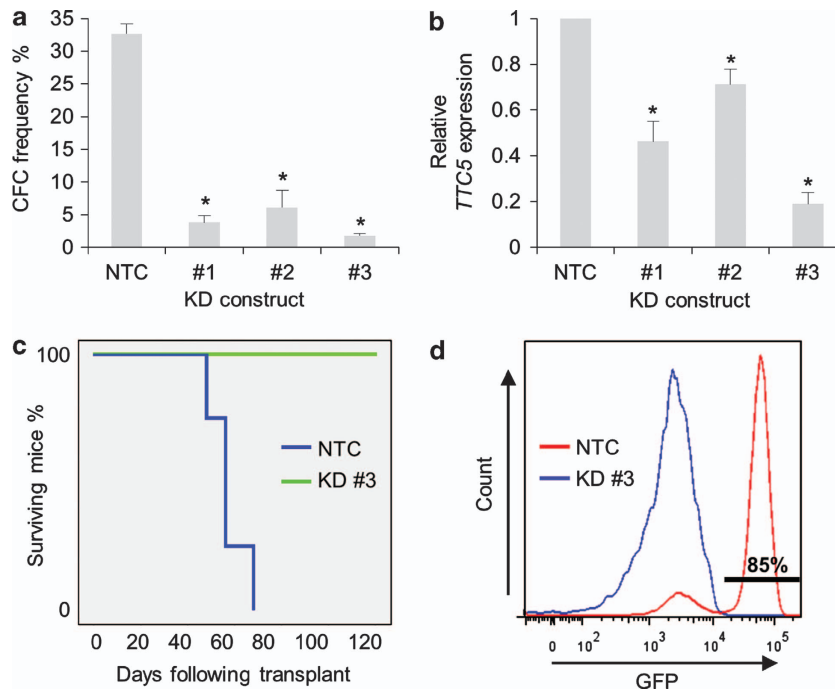 a
CFC frequency %
35
30
25
20
15
10
5
0
*
*
*
NTC #1 #2 #3
KD construct
b
Relative
TTC5 expression
1
0.8
0.6
0.4
0.2
0
*
*
*
NTC #1 #2 #3
KD construct
c
Surviving mice %
100
0
NTC
KD #3
0 20 40 60 80 100 120
Days following transplant
d
Count
NTC
KD #3
85%
0 10² 10³ 10⁴ 10⁵
GFP